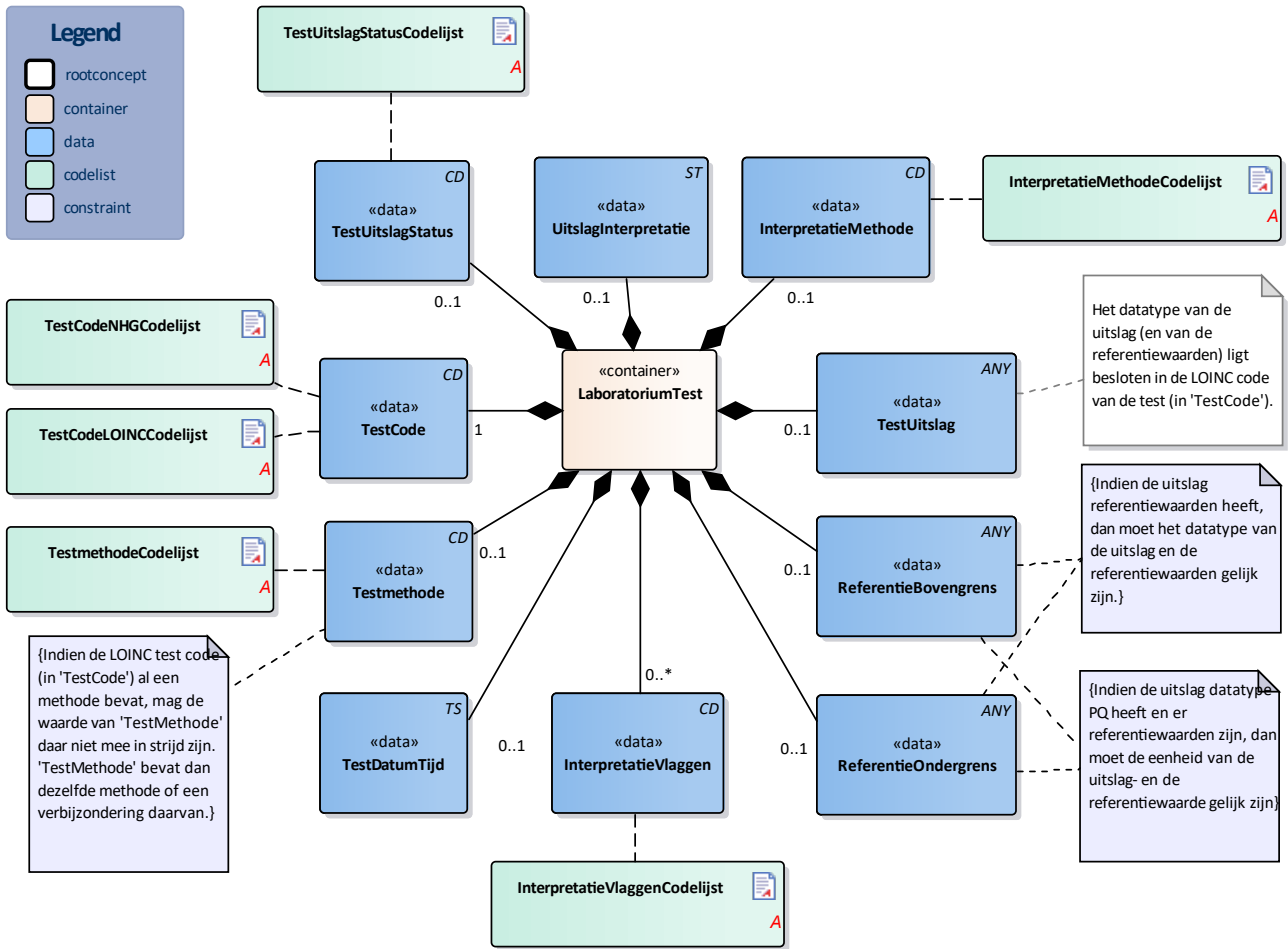 Legend
rootconcept
container
data
codelist
constraint
TestUitslagStatusCodelijst
A
CD
«data»
TestUitslagStatus
0..1
ST
«data»
UitslagInterpretatie
0..1
CD
«data»
InterpretatieMethode
0..1
InterpretatieMethodeCodelijst
A
TestCodeNHGCodelijst
A
TestCodeLOINCCodelijst
A
CD
«data»
TestCode
1
«container»
LaboratoriumTest
ANY
«data»
TestUitslag
0..1
Het datatype van de
uitslag (en van de
referentiewaarden) ligt
besloten in de LOINC code
van de test (in 'TestCode').
TestmethodeCodelijst
A
CD
«data»
Testmethode
0..1
ANY
«data»
ReferentieBovengrens
0..1
{Indien de uitslag
referentiewaarden heeft,
dan moet het datatype van
de uitslag en de
referentiewaarden gelijk
zijn.}
{Indien de LOINC test code
(in 'TestCode') al een
methode bevat, mag de
waarde van 'TestMethode'
daar niet mee in strijd zijn.
'TestMethode' bevat dan
dezelfde methode of een
verbijzondering daarvan.}
TS
«data»
TestDatumTijd
0..1
0..*
CD
«data»
InterpretatieVlaggen
ANY
«data»
ReferentieOndergrens
0..1
{Indien de uitslag datatype
PQ heeft en er
referentiewaarden zijn, dan
moet de eenheid van de
uitslag- en de
referentiewaarde gelijk zijn}
InterpretatieVlaggenCodelijst
A